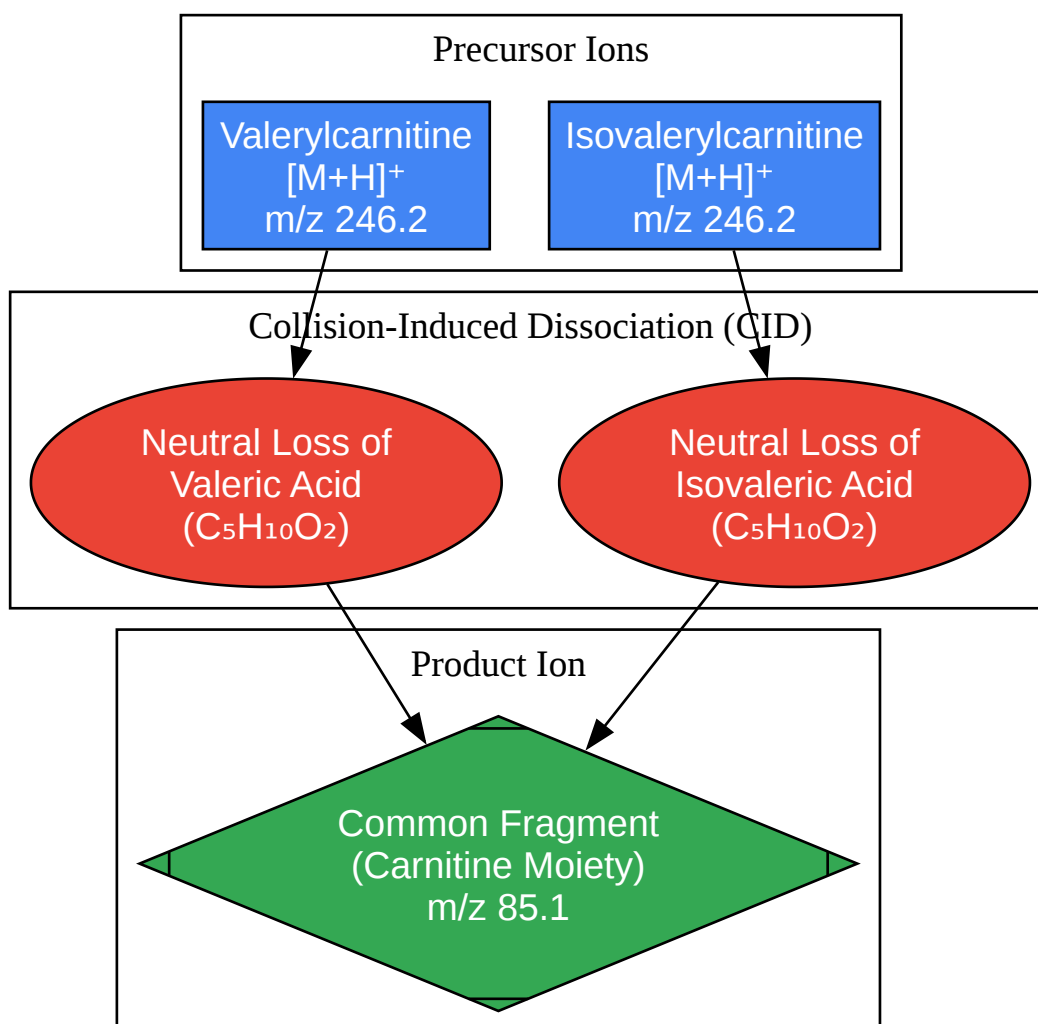 Precursor Ions
Valerylcarnitine
[M+H]⁺
m/z 246.2
Isovalerylcarnitine
[M+H]⁺
m/z 246.2
Collision-Induced Dissociation (CID)
Neutral Loss of
Valeric Acid
(C₅H₁₀O₂)
Neutral Loss of
Isovaleric Acid
(C₅H₁₀O₂)
Product Ion
Common Fragment
(Carnitine Moiety)
m/z 85.1